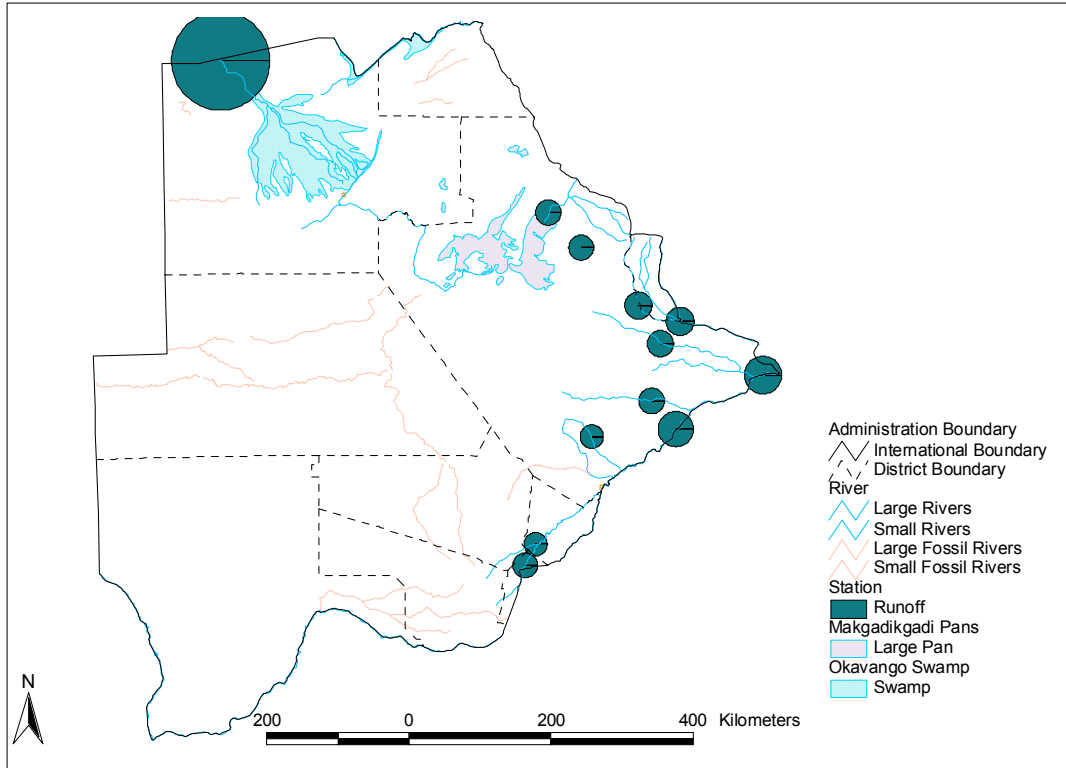 Administration Boundary
International Boundary
District Boundary
River
Large Rivers
Small Rivers
Large Fossil Rivers
Small Fossil Rivers
Station
Runoff
Makgadikgadi Pans
Large Pan
Okavango Swamp
Swamp
N
200 0 200 400 Kilometers